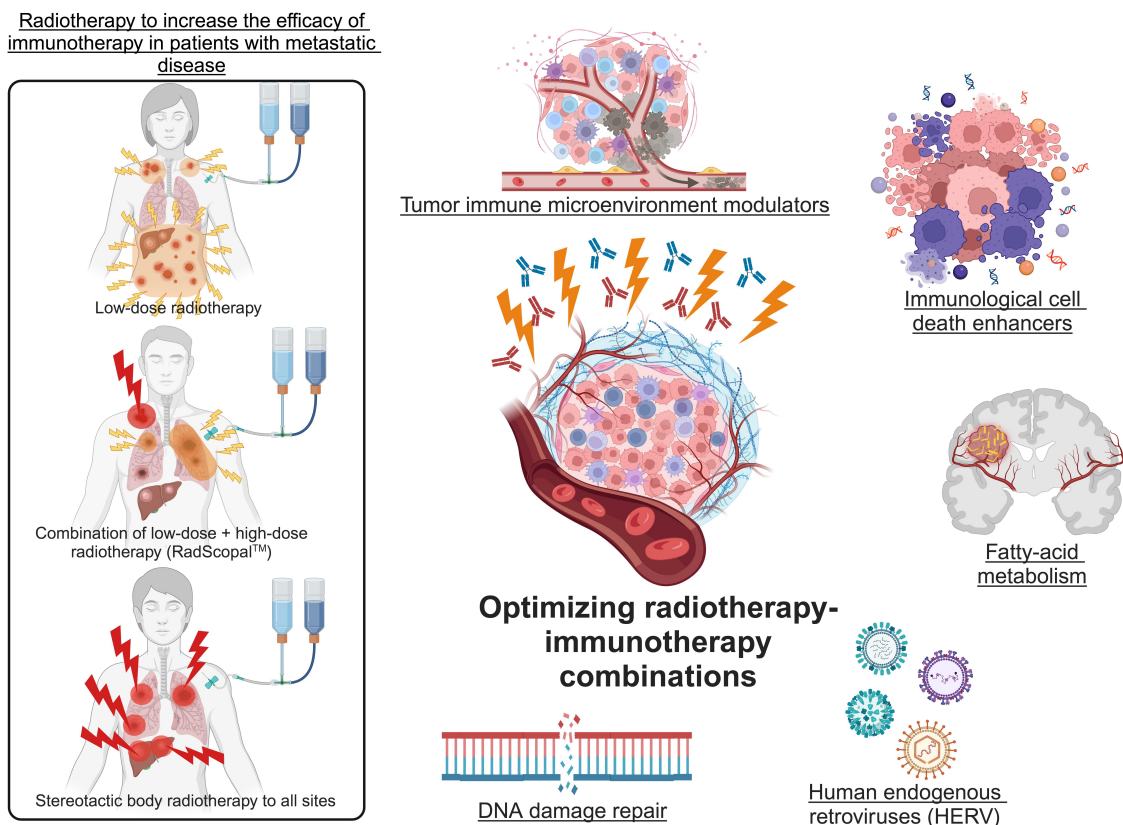 Radiotherapy to increase the efficacy of
immunotherapy in patients with metastatic
disease
Low-dose radiotherapy
Combination of low-dose + high-dose
radiotherapy (RadScopal™)
Stereotactic body radiotherapy to all sites
Tumor immune microenvironment modulators
Immunological cell
death enhancers
Fatty-acid
metabolism
Optimizing radiotherapy-
immunotherapy
combinations
DNA damage repair
Human endogenous
retroviruses (HERV)